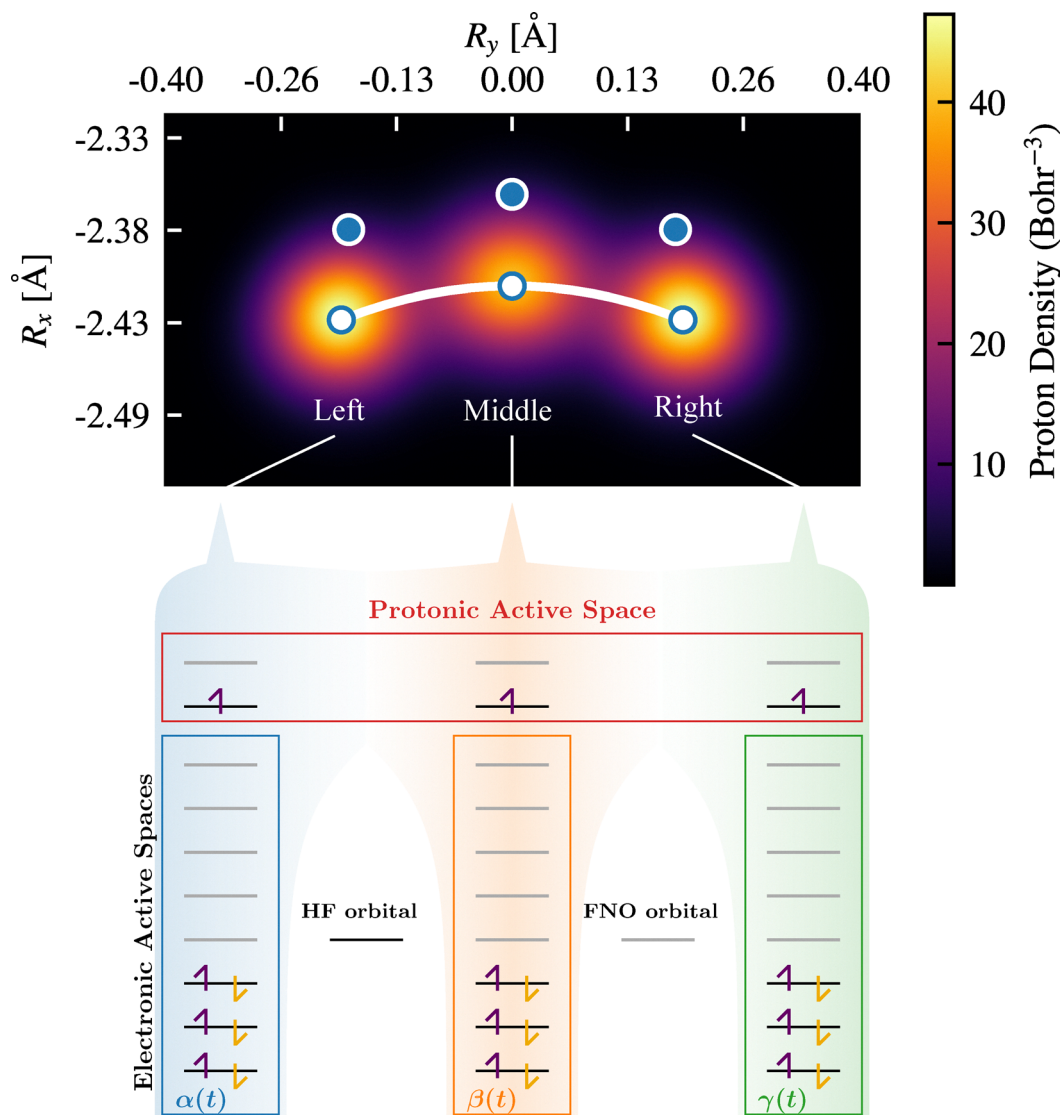 R_y [Å]
-0.40 -0.26 -0.13 0.00 0.13 0.26 0.40
R_x [Å]
-2.33
-2.38
-2.43
-2.49
Left Middle Right
40
30
20
10
Proton Density (Bohr⁻³)
Protonic Active Space
Electronic Active Spaces
HF orbital FNO orbital
α(t) β(t) γ(t)